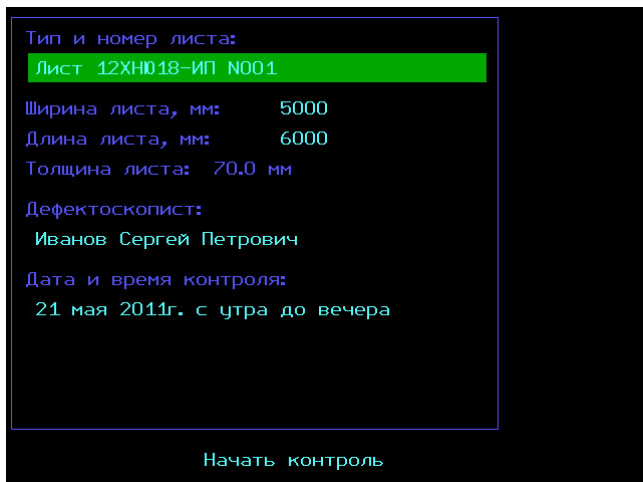 Тип и номер листа:
Лист 12ХНЮ18-ИП N001
Ширина листа, мм: 5000
Длина листа, мм: 6000
Толщина листа: 70.0 мм
Дефектоскопист:
Иванов Сергей Петрович
Дата и время контроля:
21 мая 2011г. с утра до вечера
Начать контроль